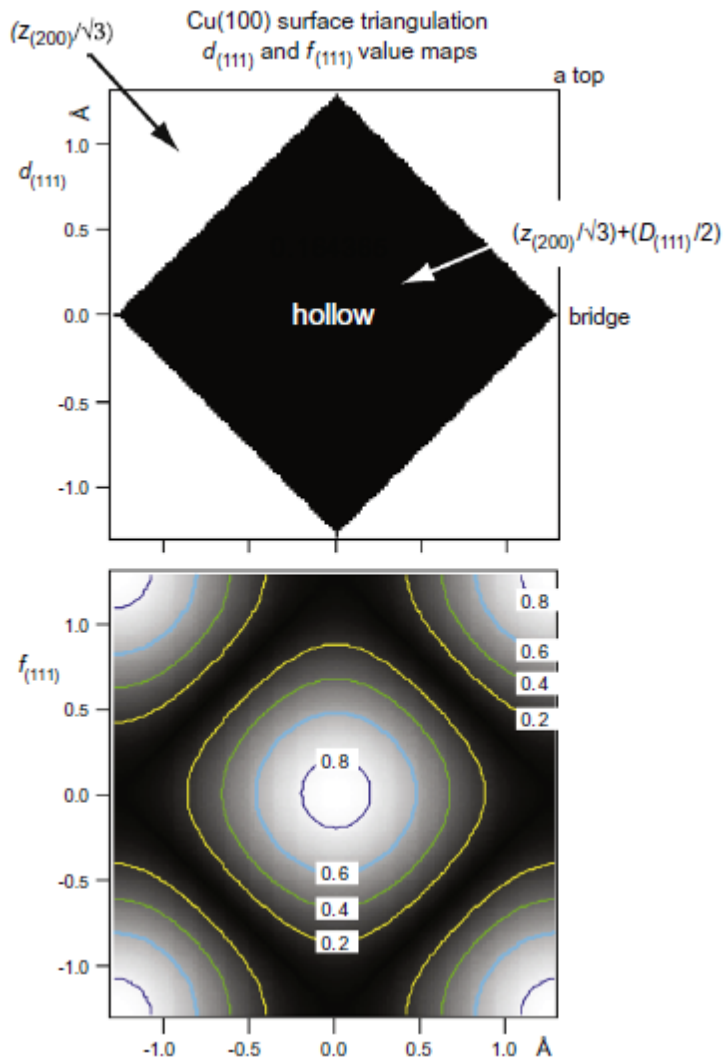 (z(200)/√3)
Cu(100) surface triangulation
d(111) and f(111) value maps
a top
Å
1.0
d(111)
0.5
(z(200)/√3)+(D(111)/2)
0.0
hollow
bridge
-0.5
-1.0
0.8
1.0
0.6
f(111)
0.4
0.5
0.2
0.8
0.0
0.6
-0.5
0.4
0.2
-1.0
-1.0 -0.5 0.0 0.5 1.0 Å